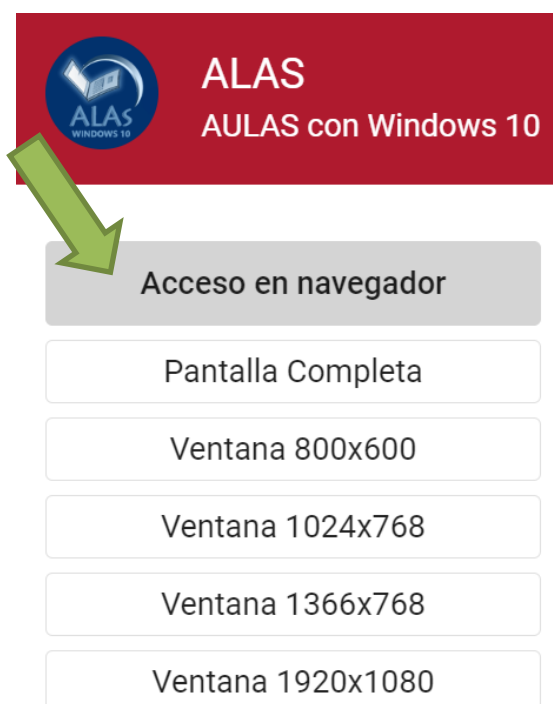 ALAS
AULAS con Windows 10
ALAs
WINDOWS 10
Acceso en navegador
Pantalla Completa
Ventana 800x600
Ventana 1024x768
Ventana 1366x768
Ventana 1920x1080